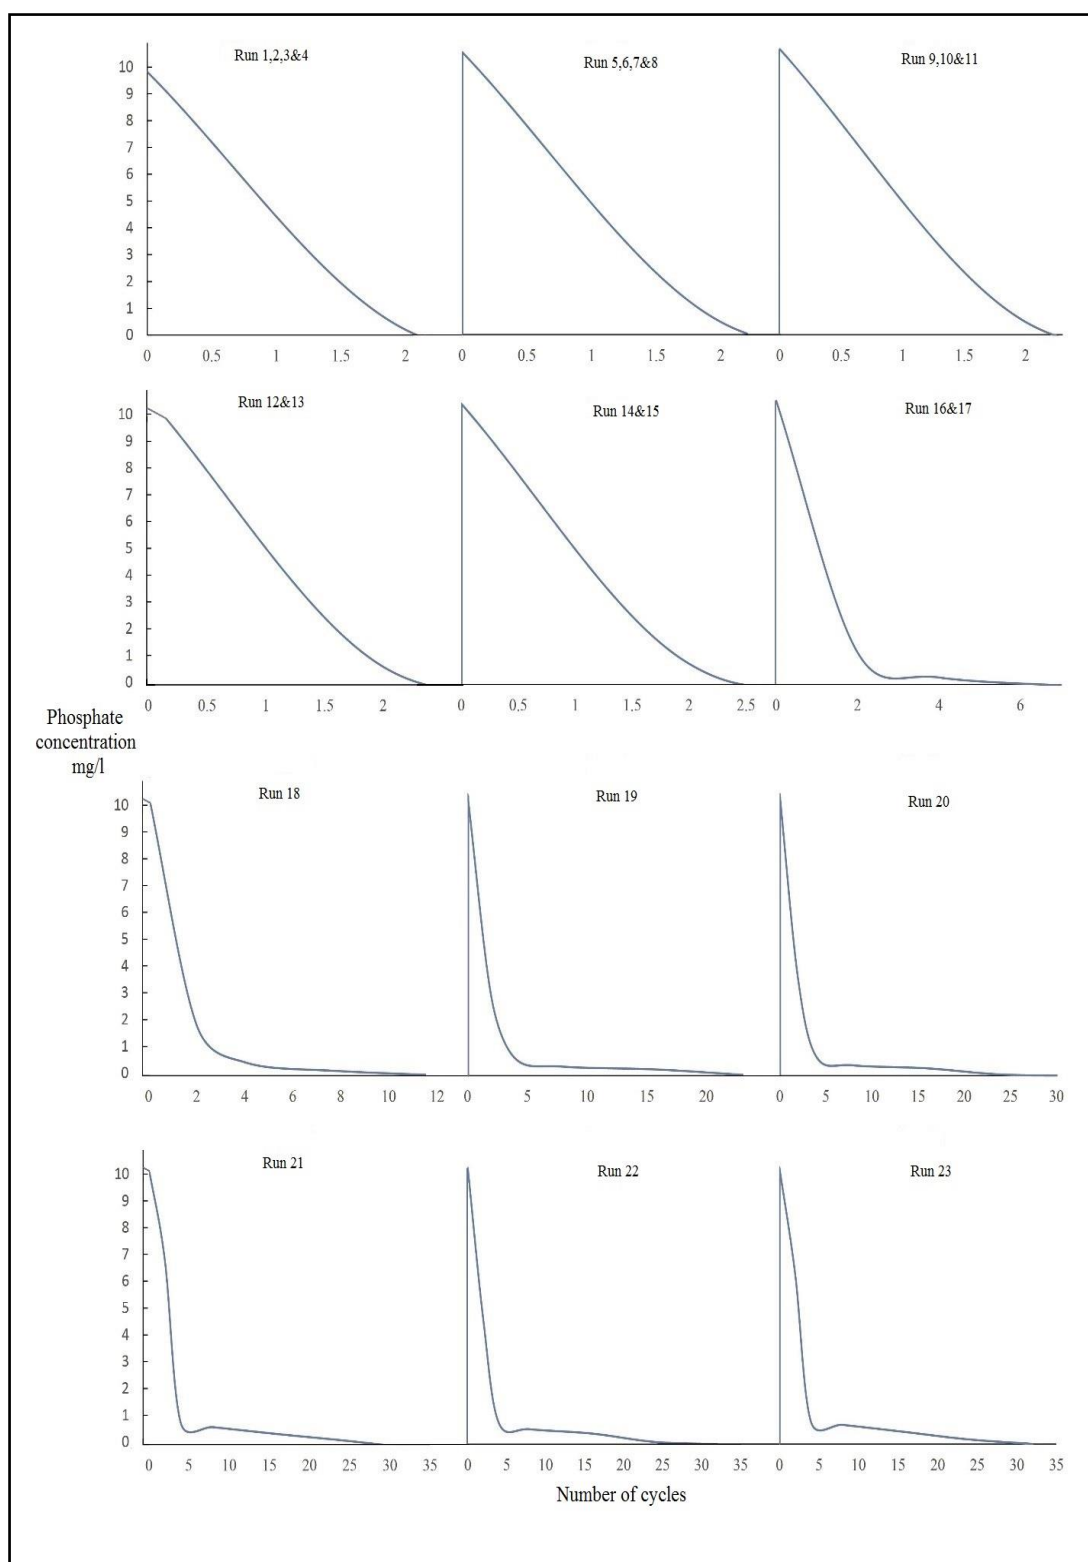 Run 1,2,3&4
Run 5,6,7&8
Run 9,10&11
10
9
8
7
6
5
4
3
2
1
0
0 0.5 1 1.5 2
0 0.5 1 1.5 2
0 0.5 1 1.5 2
Run 12&13
Run 14&15
Run 16&17
10
9
8
7
6
5
4
3
2
1
0
0 0.5 1 1.5 2
0 0.5 1 1.5 2 2.5
0 2 4 6
Phosphate
concentration
mg/l
Run 18
Run 19
Run 20
10
9
8
7
6
5
4
3
2
1
0
0 2 4 6 8 10 12
0 5 10 15 20
0 5 10 15 20 25 30
Run 21
Run 22
Run 23
10
9
8
7
6
5
4
3
2
1
0
0 5 10 15 20 25 30 35
0 5 10 15 20 25 30 35
0 5 10 15 20 25 30 35
Number of cycles